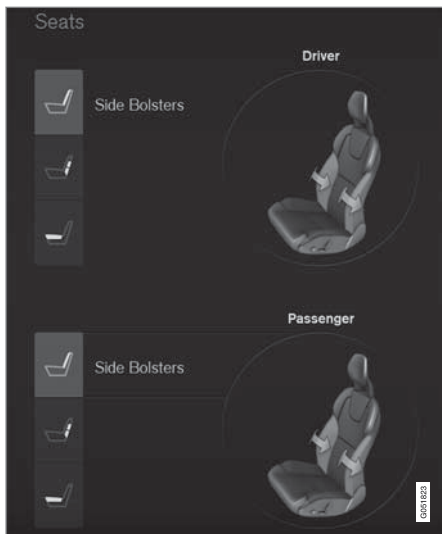 Seats
Driver
Side Bolsters
Passenger
Side Bolsters
G051823